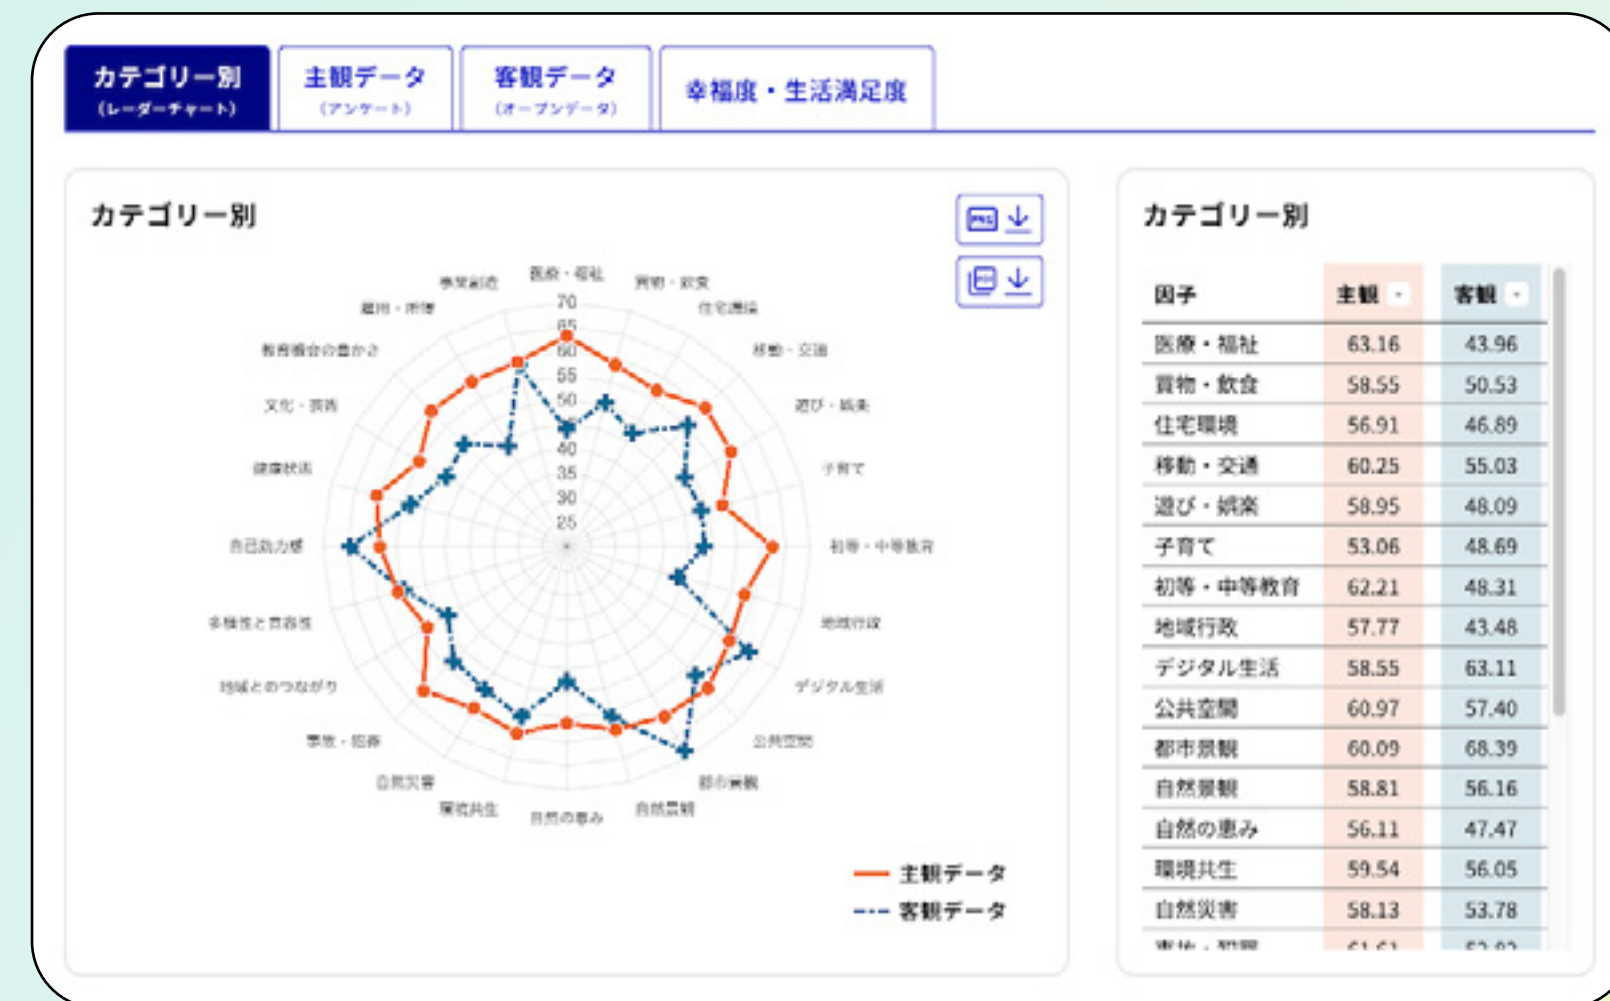 カテゴリー別
(レーダーチャート)
主観データ
(アンケート)
客観データ
(オープンデータ)
幸福度・生活満足度
カテゴリー別
PNG
医療・福祉
買物・飲食
住宅環境
移動・交通
遊び・娯楽
子育て
初等・中等教育
地域行政
デジタル生活
公共空間
都市景観
自然景観
自然の恵み
環境共生
自然災害
事故・犯罪
地域とのつながり
多様性と寛容性
自己効力感
健康状態
文化・芸術
教育機会の豊かさ
雇用・所得
事業創造
70
65
60
55
50
40
35
30
25
主観データ
客観データ
カテゴリー別
因子 主観 客観
医療・福祉 63.16 43.96
買物・飲食 58.55 50.53
住宅環境 56.91 46.89
移動・交通 60.25 55.03
遊び・娯楽 58.95 48.09
子育て 53.06 48.69
初等・中等教育 62.21 48.31
地域行政 57.77 43.48
デジタル生活 58.55 63.11
公共空間 60.97 57.40
都市景観 60.09 68.39
自然景観 58.81 56.16
自然の恵み 56.11 47.47
環境共生 59.54 56.05
自然災害 58.13 53.78